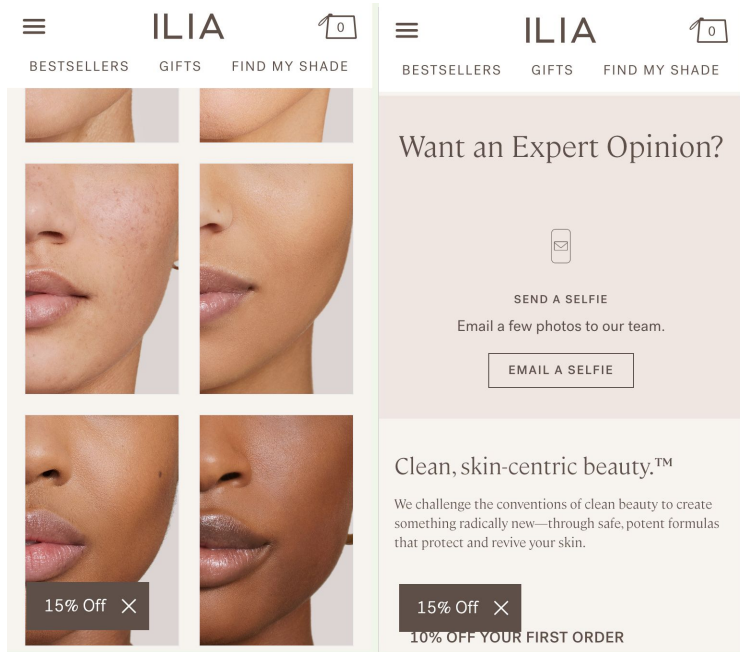 ILIA
0
BESTSELLERS GIFTS FIND MY SHADE
15% Off
ILIA
0
BESTSELLERS GIFTS FIND MY SHADE
Want an Expert Opinion?
SEND A SELFIE
Email a few photos to our team.
EMAIL A SELFIE
Clean, skin-centric beauty.™
We challenge the conventions of clean beauty to create
something radically new—through safe, potent formulas
that protect and revive your skin.
15% Off
10% OFF YOUR FIRST ORDER